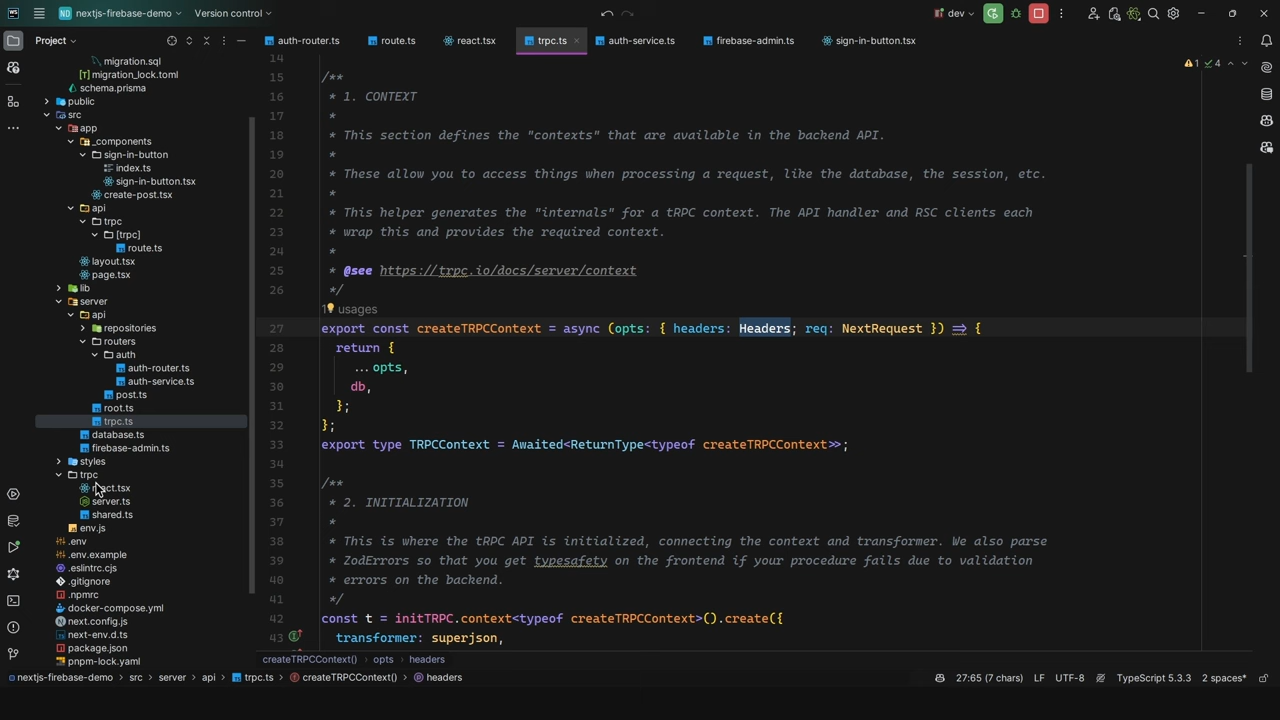 WS ND nextjs-firebase-demo Version control dev
Project auth-router.ts route.ts react.tsx trpc.ts auth-service.ts firebase-admin.ts sign-in-button.tsx
migration.sql
migration_lock.toml
schema.prisma
public
src
app
_components
sign-in-button
index.ts
sign-in-button.tsx
create-post.tsx
api
trpc
[trpc]
route.ts
layout.tsx
page.tsx
lib
server
api
repositories
routers
auth
auth-router.ts
auth-service.ts
post.ts
root.ts
trpc.ts
database.ts
firebase-admin.ts
styles
trpc
server.ts
shared.ts
env.js
.env
.env.example
.eslintrc.cjs
.gitignore
.npmrc
docker-compose.yml
next.config.js
next-env.d.ts
package.json
pnpm-lock.yaml
1 4
14
15 /**
16 * 1. CONTEXT
17 *
18 * This section defines the "contexts" that are available in the backend API.
19 *
20 * These allow you to access things when processing a request, like the database, the session, etc.
21 *
22 * This helper generates the "internals" for a tRPC context. The API handler and RSC clients each
23 * wrap this and provides the required context.
24 *
25 * @see https://trpc.io/docs/server/context
26 */
usages
27 export const createTRPCContext = async (opts: { headers: Headers; req: NextRequest }) => {
28 return {
29 ...opts,
30 db,
31 };
32 };
33 export type TRPCContext = Awaited<ReturnType<typeof createTRPCContext>>;
34
35 /**
36 * 2. INITIALIZATION
37 *
38 * This is where the tRPC API is initialized, connecting the context and transformer. We also parse
39 * ZodErrors so that you get typesafety on the frontend if your procedure fails due to validation
40 * errors on the backend.
41 */
42 const t = initTRPC.context<typeof createTRPCContext>().create({
43 transformer: superjson,
createTRPCContext() > opts > headers
nextjs-firebase-demo > src > server > api > trpc.ts > createTRPCContext() > headers 27:65 (7 chars) LF UTF-8 TypeScript 5.3.3 2 spaces*